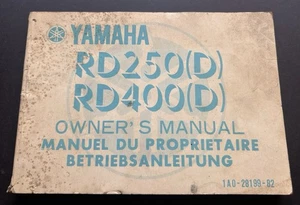 YAMAHA
RD250(D)
RD400(D)
OWNER'S MANUAL
MANUEL DU PROPRIETAIRE
BETRIEBSANLEITUNG
1A0-28199-82